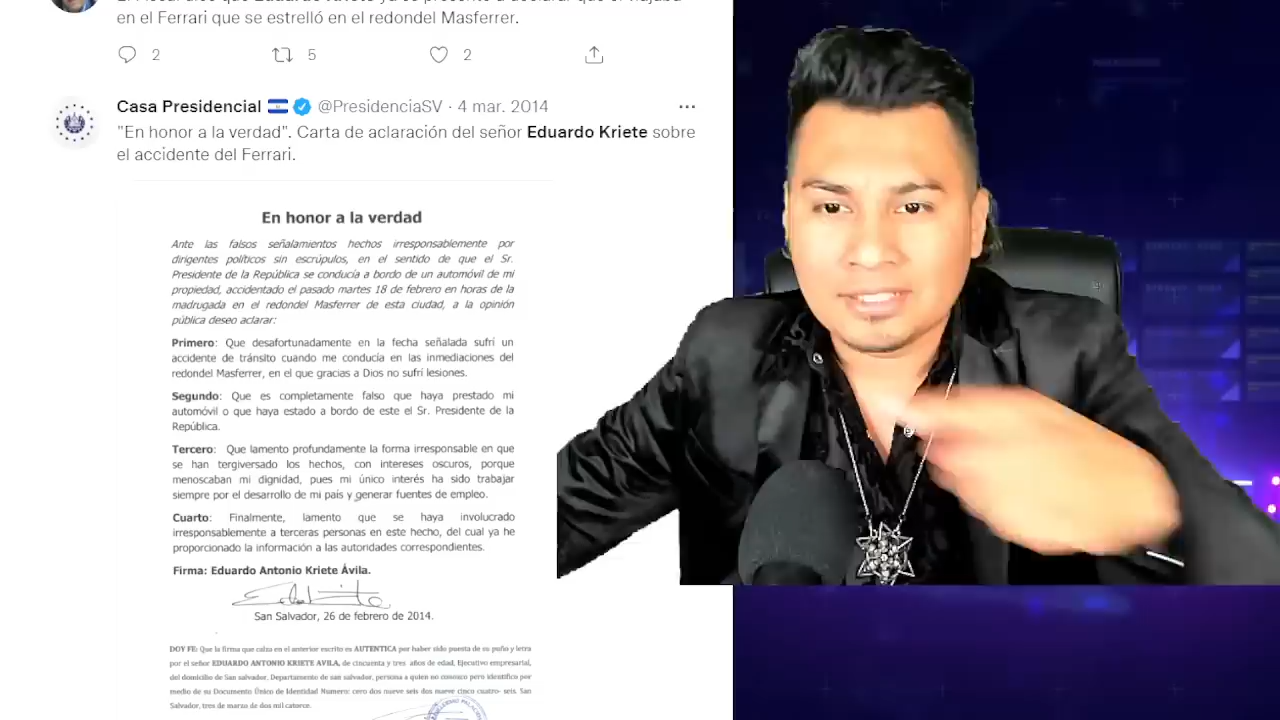 en el Ferrari que se estrelló en el redondel Masferrer.
2 5 2
Casa Presidencial @PresidenciaSV · 4 mar. 2014
"En honor a la verdad". Carta de aclaración del señor Eduardo Kriete sobre
el accidente del Ferrari.
En honor a la verdad
Ante las falsos señalamientos hechos irresponsablemente por
dirigentes políticos sin escrúpulos, en el sentido de que el Sr.
Presidente de la República se conducía a bordo de un automóvil de mi
propiedad, accidentado el pasado martes 18 de febrero en horas de la
madrugada en el redondel Masferrer de esta ciudad, a la opinión
pública deseo aclarar:
Primero: Que desafortunadamente en la fecha señalada sufrí un
accidente de tránsito cuando me conducía en las inmediaciones del
redondel Masferrer, en el que gracias a Dios no sufrí lesiones.
Segundo: Que es completamente falso que haya prestado mi
automóvil o que haya estado a bordo de este el Sr. Presidente de la
República.
Tercero: Que lamento profundamente la forma irresponsable en que
se han tergiversado los hechos, con intereses oscuros, porque
menoscaban mi dignidad, pues mi único interés ha sido trabajar
siempre por el desarrollo de mi país y generar fuentes de empleo.
Cuarto: Finalmente, lamento que se haya involucrado
irresponsablemente a terceras personas en este hecho, del cual ya he
proporcionado la información a las autoridades correspondientes.
Firma: Eduardo Antonio Kriete Ávila.
San Salvador, 26 de febrero de 2014.
DOY FE: Que la firma que calza en el anterior escrito es AUTENTICA por haber sido puesta de su puño y letra
por el señor EDUARDO ANTONIO KRIETE AVILA, de cincuenta y tres años de edad, Ejecutivo empresarial,
del domicilio de San salvador, Departamento de san salvador, persona a quien no conozco pero identifico por
medio de su Documento Único de Identidad Numero: cero dos nueve seis dos nueve cinco cuatro- seis. San
Salvador, tres de marzo de dos mil catorce.